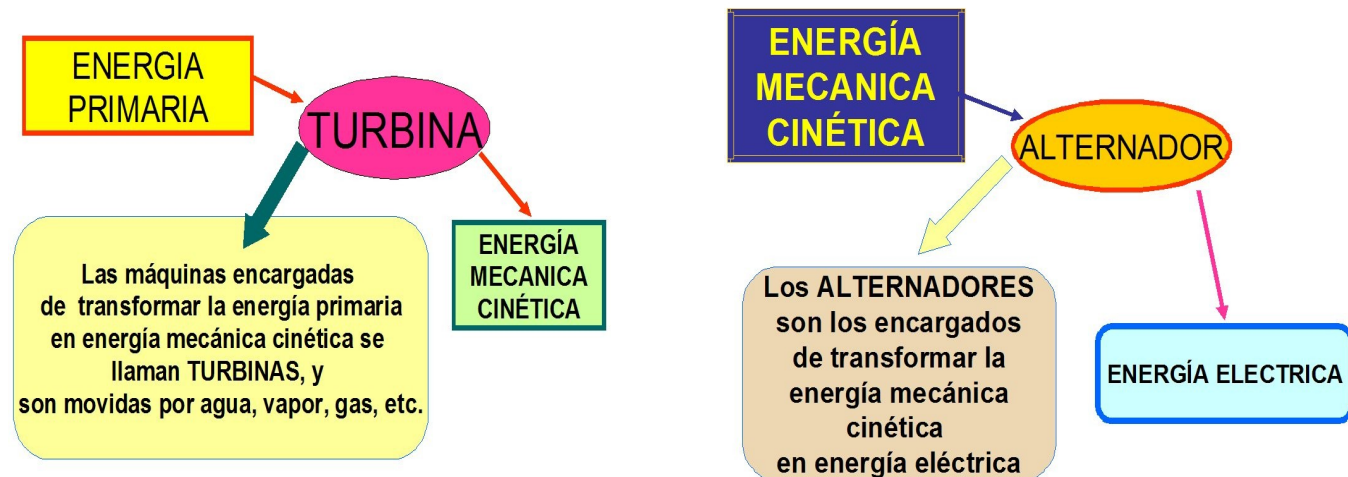 ENERGIA
PRIMARIA
TURBINA
ENERGÍA
MECANICA
CINÉTICA
Las máquinas encargadas
de transformar la energía primaria
en energía mecánica cinética se
llaman TURBINAS, y
son movidas por agua, vapor, gas, etc.
ENERGÍA
MECANICA
CINÉTICA
ALTERNADOR
Los ALTERNADORES
son los encargados
de transformar la
energía mecánica
cinética
en energía eléctrica
ENERGÍA ELECTRICA